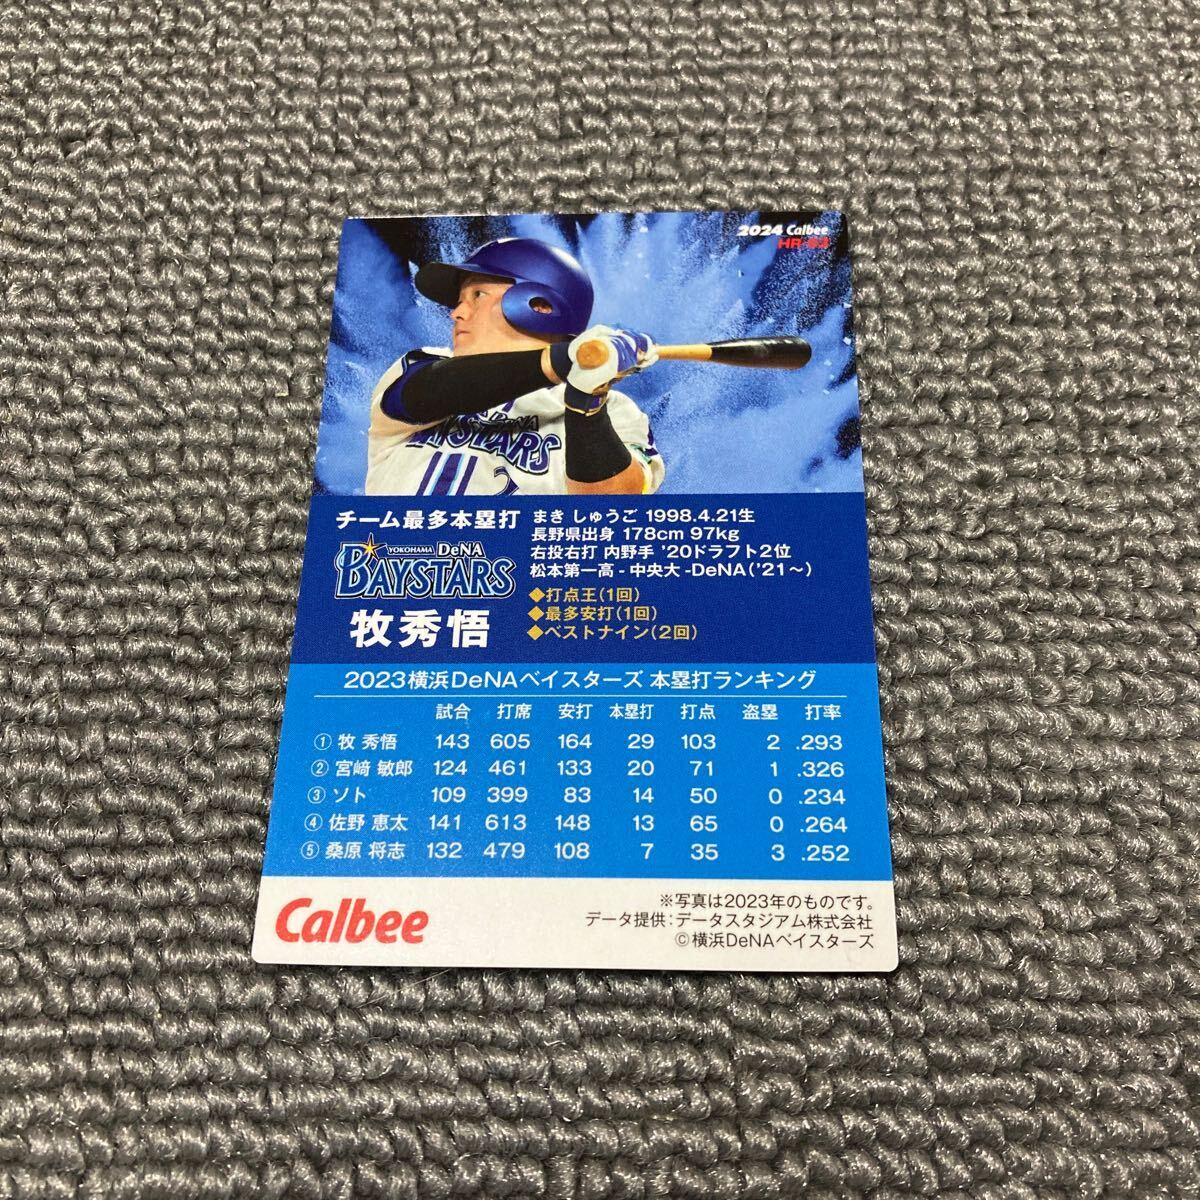 2024 Calbee
HR-03
チーム最多本塁打
YOKOHAMA DeNA
BAYSTARS
牧秀悟
まき しゅうご 1998.4.21生
長野県出身 178cm 97kg
右投右打 内野手 '20ドラフト2位
松本第一高 - 中央大 -DeNA('21～)
◆打点王(1回)
◆最多安打(1回)
◆ベストナイン(2回)
2023横浜DeNAベイスターズ 本塁打ランキング
試合 打席 安打 本塁打 打点 盗塁 打率
① 牧 秀悟 143 605 164 29 103 2 .293
② 宮﨑 敏郎 124 461 133 20 71 1 .326
③ ソト 109 399 83 14 50 0 .234
④ 佐野 恵太 141 613 148 13 65 0 .264
⑤ 桑原 将志 132 479 108 7 35 3 .252
Calbee
※写真は2023年のものです。
データ提供：データスタジアム株式会社
©横浜DeNAベイスターズ